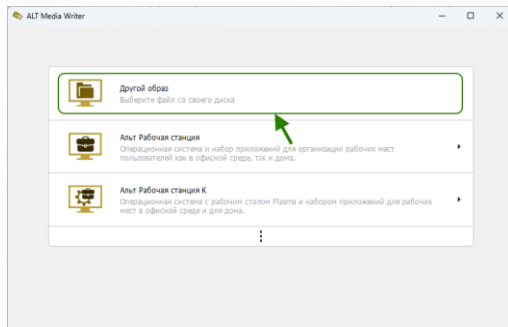 ALT Media Writer
Другой образ
Выберите файл со своего диска
Альт Рабочая станция
Операционная система и набор приложений для организации рабочих мест
пользователей как в офисной среде, так и дома.
Альт Рабочая станция К
Операционная система с рабочим столом Plasma и набором приложений для рабочих
мест в офисной среде и для дома.